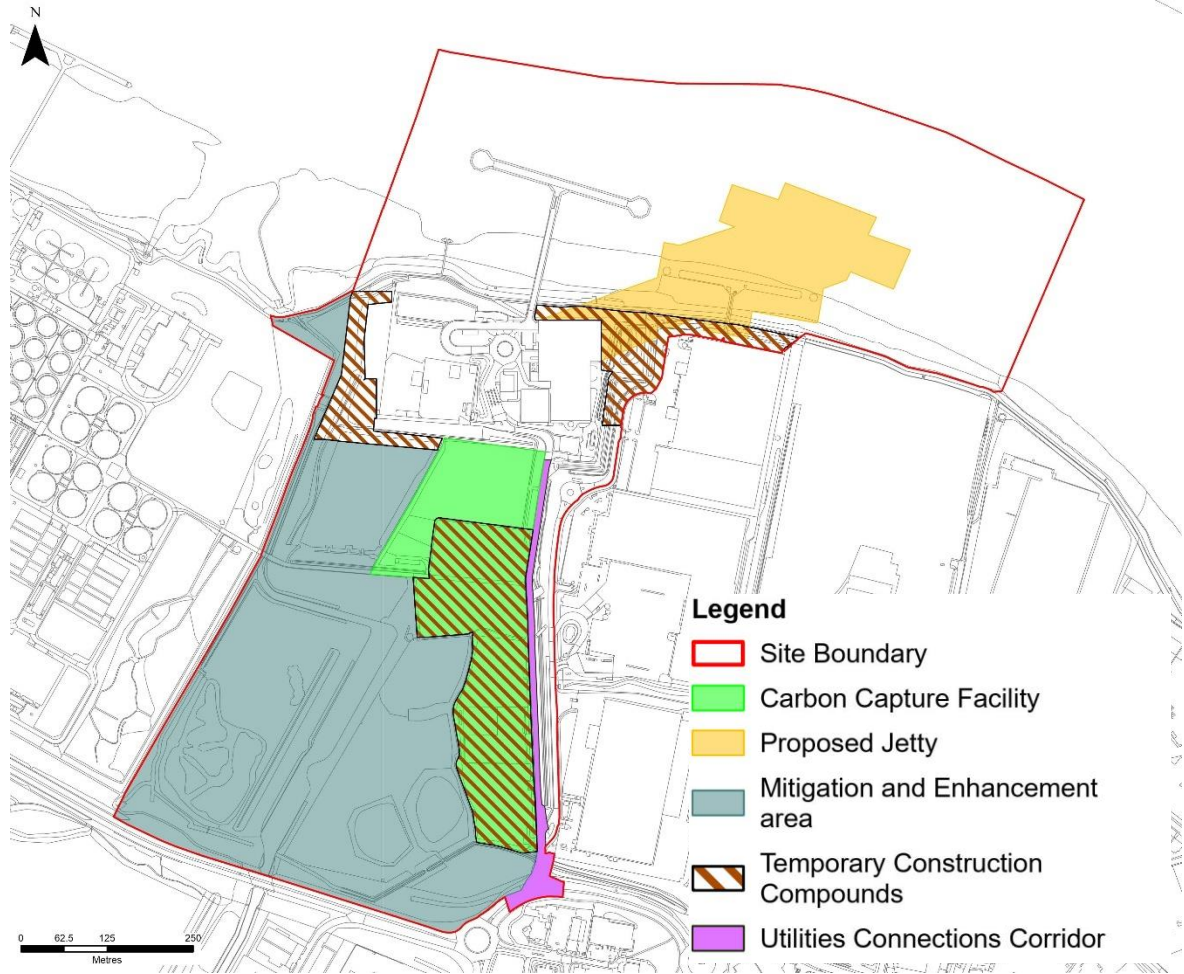 N
Legend
Site Boundary
Carbon Capture Facility
Proposed Jetty
Mitigation and Enhancement
area
Temporary Construction
Compounds
Utilities Connections Corridor
0 62.5 125 250
Metres